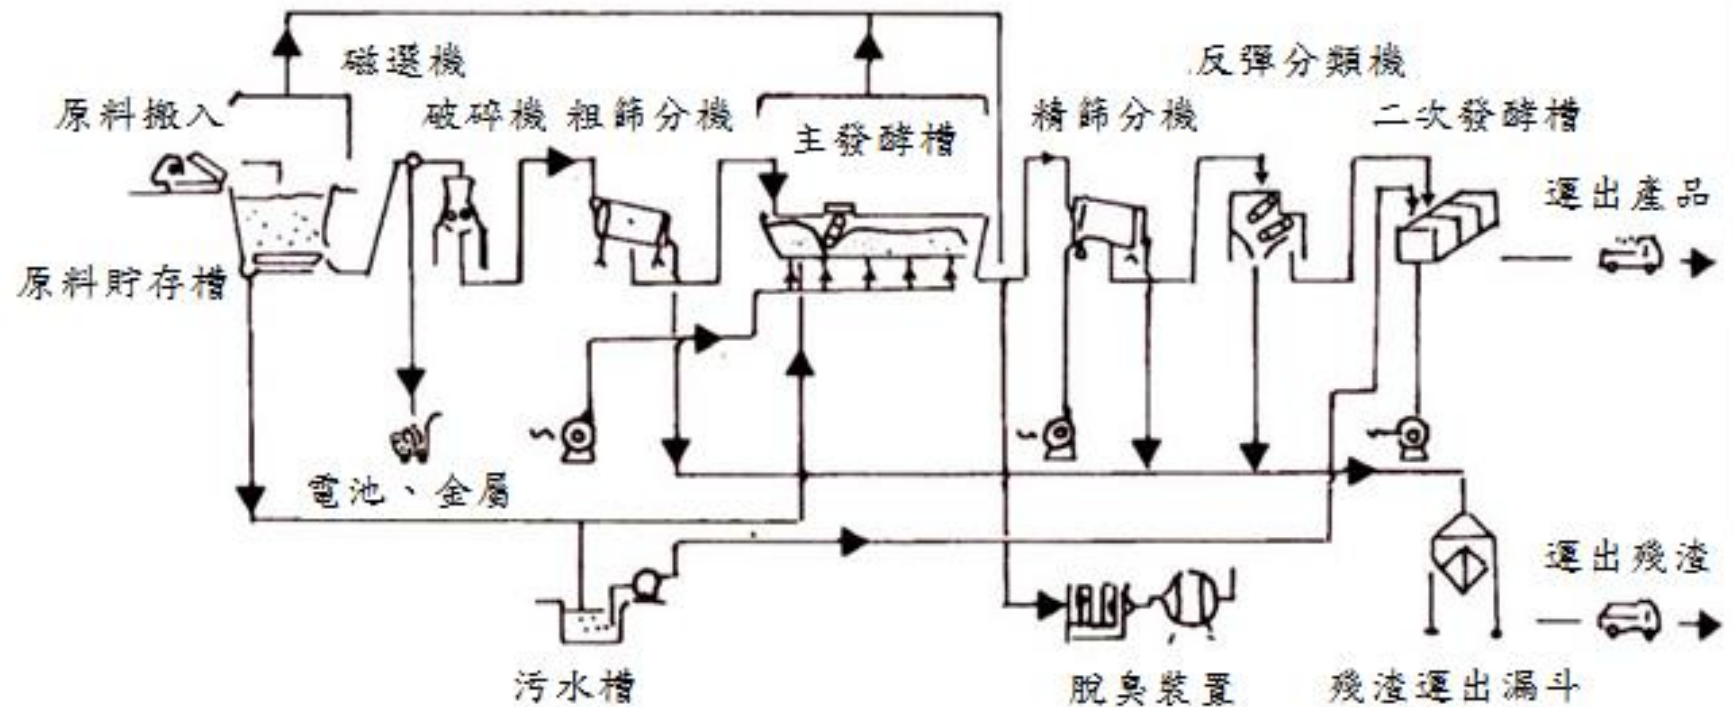 磁選機
反彈分類機
原料搬入
破碎機
粗篩分機
主發酵槽
精篩分機
二次發酵槽
運出產品
原料貯存槽
電池、金屬
運出殘渣
污水槽
脫臭裝置
殘渣運出漏斗